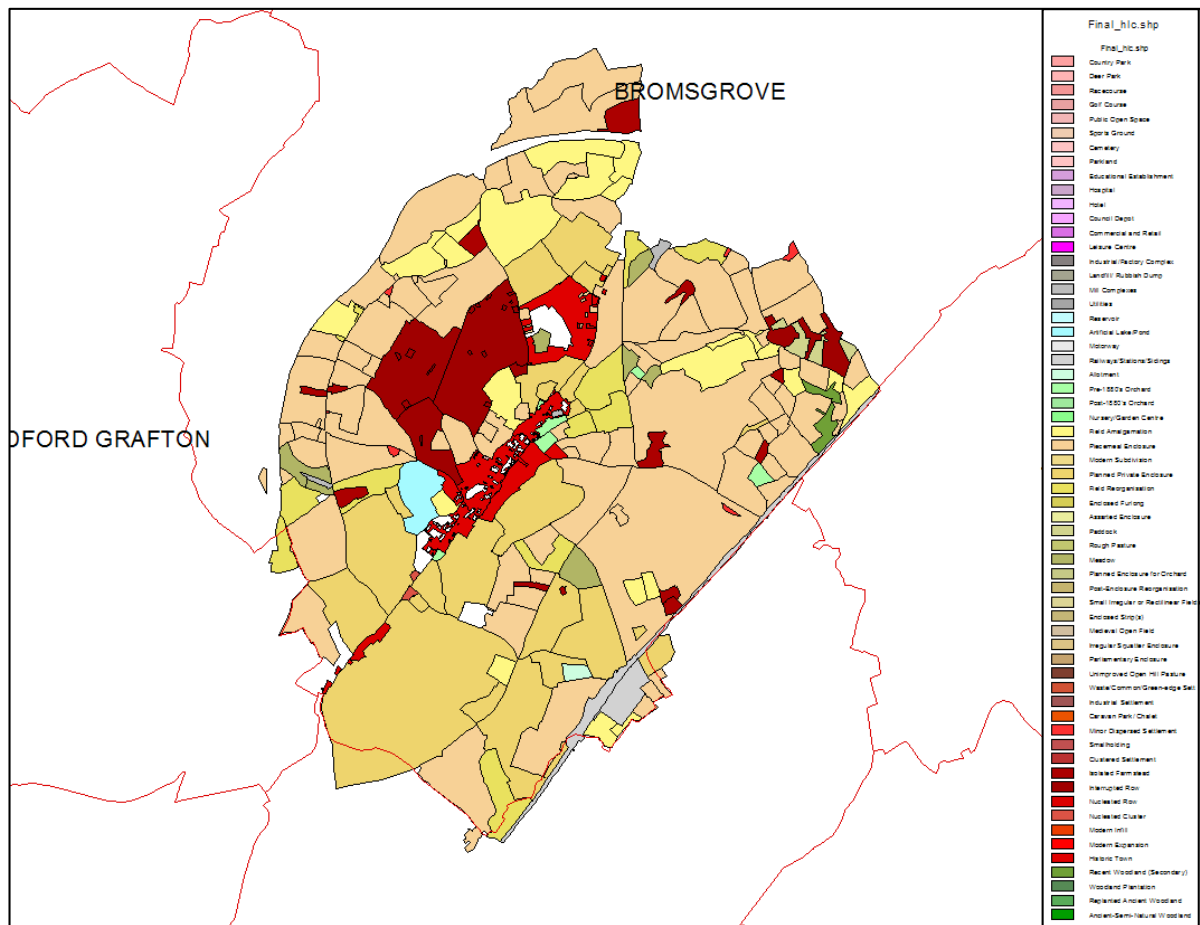 Final_hlc.shp
Final_hlc.shp
Country Park
Deer Park
Racecourse
Golf Course
Public Open Space
Sports Ground
Cemetery
Parkland
Educational Establishment
Hospital
Hotel
Council Depot
Commercial and Retail
Leisure Centre
Industrial/Factory Complex
Landfill/ Rubbish Dump
Mill Complexes
Utilities
Reservoir
Artificial Lake/Pond
Motorway
Railways/Stations/Sidings
Allotment
Pre-1880's Orchard
Post-1880's Orchard
Nursery/Garden Centre
Field Amalgamation
Piecemeal Enclosure
Modern Subdivision
Planned Private Enclosure
Field Reorganisation
Enclosed Furlong
Assarted Enclosure
Paddock
Rough Pasture
Meadow
Planned Enclosure for Orchard
Post-Enclosure Reorganisation
Small Irregular or Rectilinear Field
Enclosed Strip(s)
Medieval Open Field
Irregular Squatter Enclosure
Parliamentary Enclosure
Unimproved Open Hill Pasture
Waste/Common/Green-edge Sett
Industrial Settlement
Caravan Park/ Chalet
Minor Dispersed Settlement
Smallholding
Clustered Settlement
Isolated Farmstead
Interrupted Row
Nucleated Row
Nucleated Cluster
Modern Infill
Modern Expansion
Historic Town
Recent Woodland (Secondary)
Woodland Plantation
Replanted Ancient Woodland
Ancient-Semi-Natural Woodland
BROMSGROVE
DFORD GRAFTON